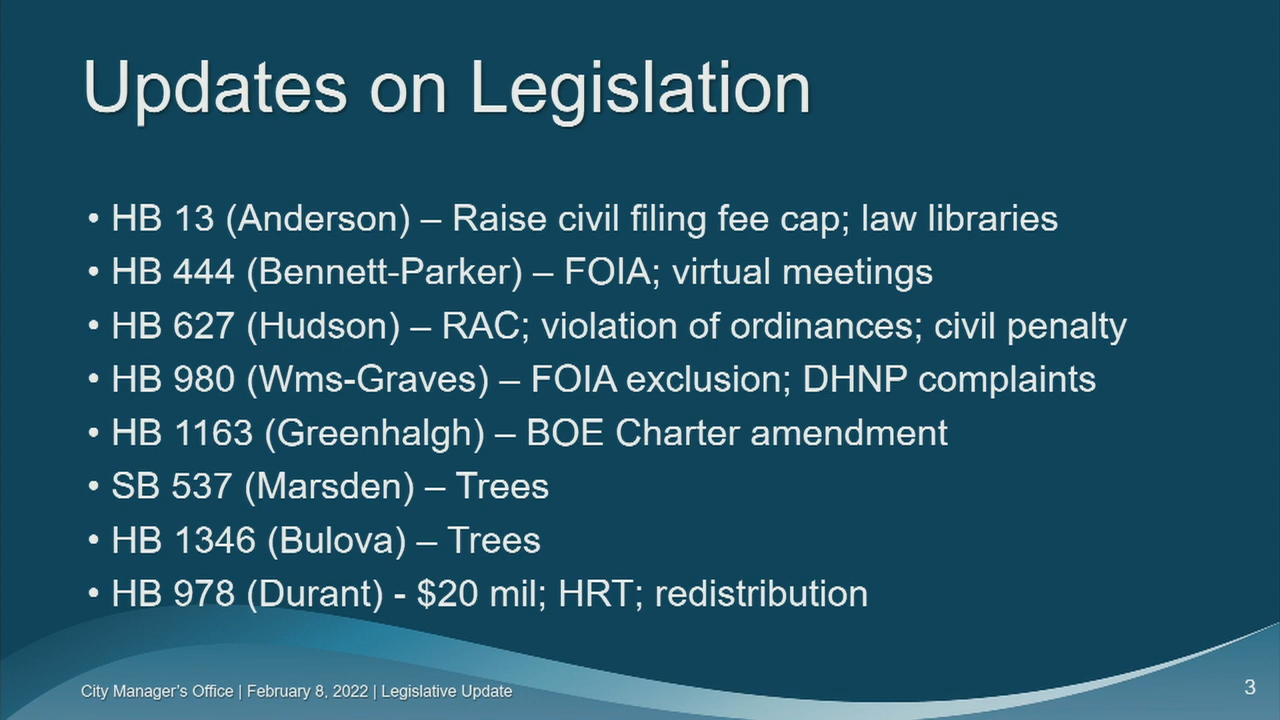 Updates on Legislation
• HB 13 (Anderson) – Raise civil filing fee cap; law libraries
• HB 444 (Bennett-Parker) – FOIA; virtual meetings
• HB 627 (Hudson) – RAC; violation of ordinances; civil penalty
• HB 980 (Wms-Graves) – FOIA exclusion; DHNP complaints
• HB 1163 (Greenhalgh) – BOE Charter amendment
• SB 537 (Marsden) – Trees
• HB 1346 (Bulova) – Trees
• HB 978 (Durant) - $20 mil; HRT; redistribution
City Manager's Office | February 8, 2022 | Legislative Update
3